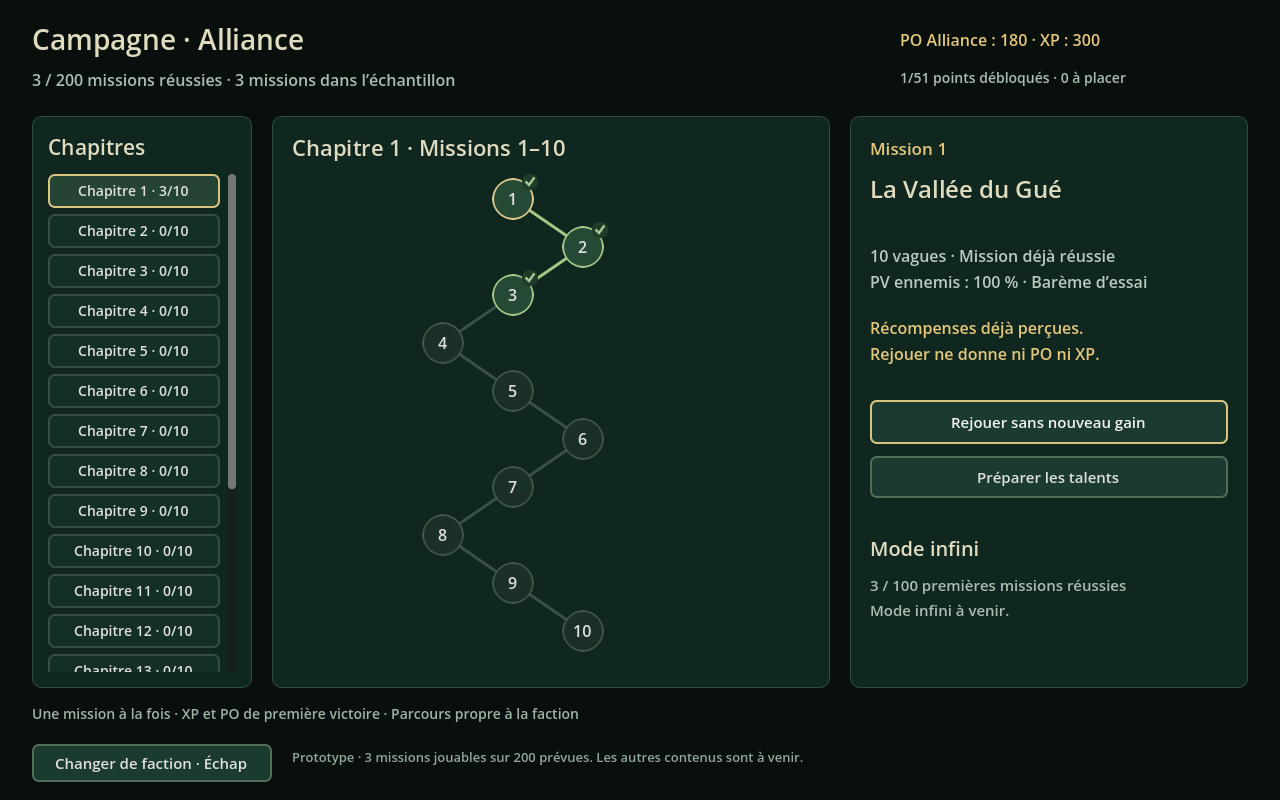 Campagne · Alliance
3 / 200 missions réussies · 3 missions dans l’échantillon
PO Alliance : 180 · XP : 300
1/51 points débloqués · 0 à placer
Chapitres
Chapitre 1 · 3/10
Chapitre 2 · 0/10
Chapitre 3 · 0/10
Chapitre 4 · 0/10
Chapitre 5 · 0/10
Chapitre 6 · 0/10
Chapitre 7 · 0/10
Chapitre 8 · 0/10
Chapitre 9 · 0/10
Chapitre 10 · 0/10
Chapitre 11 · 0/10
Chapitre 12 · 0/10
Chapitre 13 · 0/10
Chapitre 1 · Missions 1–10
1
2
3
4
5
6
7
8
9
10
Mission 1
La Vallée du Gué
10 vagues · Mission déjà réussie
PV ennemis : 100 % · Barème d’essai
Récompenses déjà perçues.
Rejouer ne donne ni PO ni XP.
Rejouer sans nouveau gain
Préparer les talents
Mode infini
3 / 100 premières missions réussies
Mode infini à venir.
Une mission à la fois · XP et PO de première victoire · Parcours propre à la faction
Changer de faction · Échap
Prototype · 3 missions jouables sur 200 prévues. Les autres contenus sont à venir.